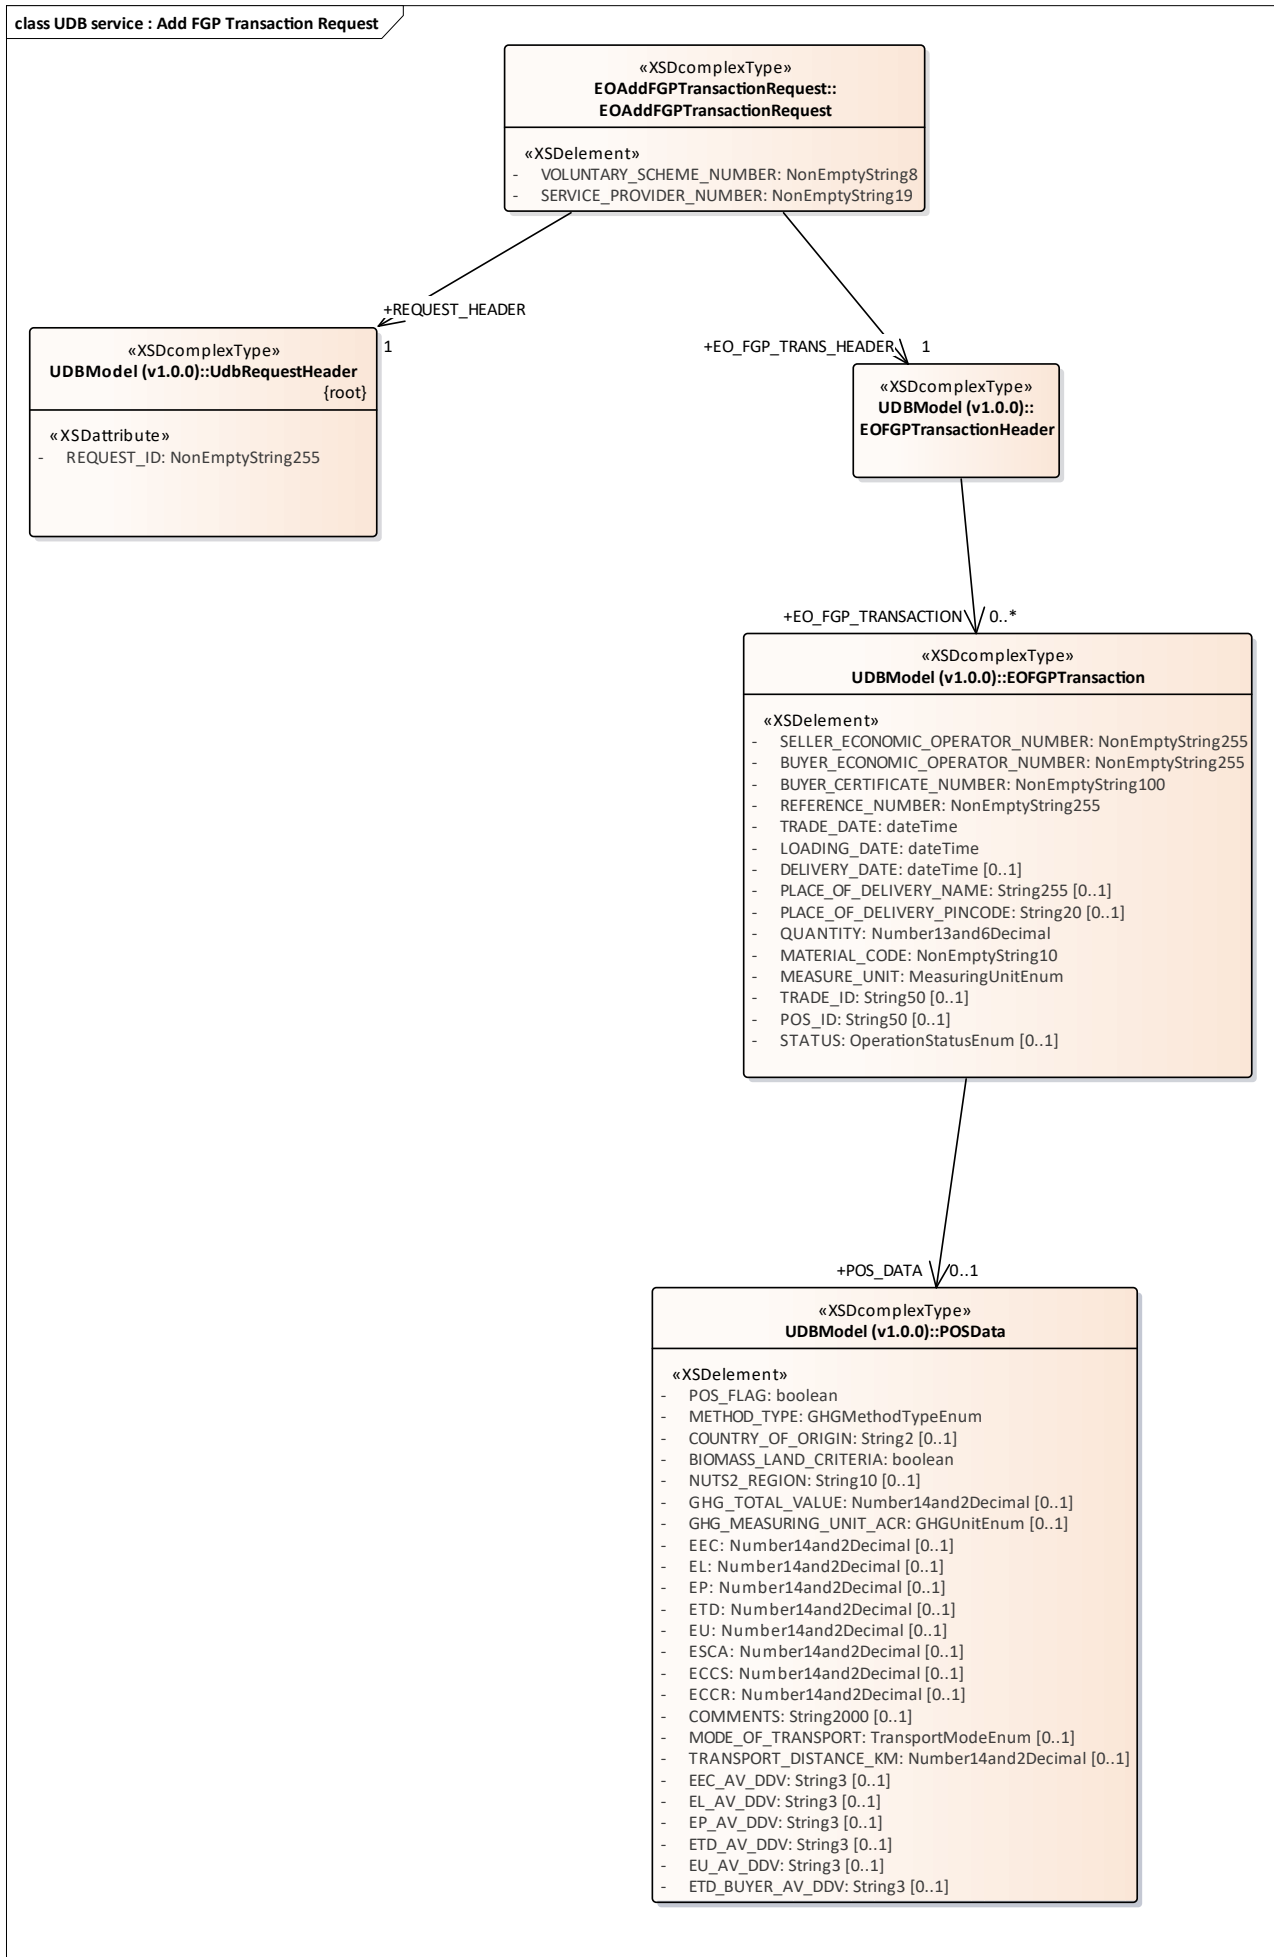 class UDB service : Add FGP Transaction Request
«XSDcomplexType»
EOAddFGPTransactionRequest::
EOAddFGPTransactionRequest
«XSDelement»
- VOLUNTARY_SCHEME_NUMBER: NonEmptyString8
- SERVICE_PROVIDER_NUMBER: NonEmptyString19
+REQUEST_HEADER
1
«XSDcomplexType»
UDBModel (v1.0.0)::UdbRequestHeader
{root}
«XSDattribute»
- REQUEST_ID: NonEmptyString255
+EO_FGP_TRANS_HEADER 1
«XSDcomplexType»
UDBModel (v1.0.0)::
EOFGPTransactionHeader
+EO_FGP_TRANSACTION 0..*
«XSDcomplexType»
UDBModel (v1.0.0)::EOFGPTransaction
«XSDelement»
- SELLER_ECONOMIC_OPERATOR_NUMBER: NonEmptyString255
- BUYER_ECONOMIC_OPERATOR_NUMBER: NonEmptyString255
- BUYER_CERTIFICATE_NUMBER: NonEmptyString100
- REFERENCE_NUMBER: NonEmptyString255
- TRADE_DATE: dateTime
- LOADING_DATE: dateTime
- DELIVERY_DATE: dateTime [0..1]
- PLACE_OF_DELIVERY_NAME: String255 [0..1]
- PLACE_OF_DELIVERY_PINCODE: String20 [0..1]
- QUANTITY: Number13and6Decimal
- MATERIAL_CODE: NonEmptyString10
- MEASURE_UNIT: MeasuringUnitEnum
- TRADE_ID: String50 [0..1]
- POS_ID: String50 [0..1]
- STATUS: OperationStatusEnum [0..1]
+POS_DATA 0..1
«XSDcomplexType»
UDBModel (v1.0.0)::POSData
«XSDelement»
- POS_FLAG: boolean
- METHOD_TYPE: GHGMethodTypeEnum
- COUNTRY_OF_ORIGIN: String2 [0..1]
- BIOMASS_LAND_CRITERIA: boolean
- NUTS2_REGION: String10 [0..1]
- GHG_TOTAL_VALUE: Number14and2Decimal [0..1]
- GHG_MEASURING_UNIT_ACR: GHGUnitEnum [0..1]
- EEC: Number14and2Decimal [0..1]
- EL: Number14and2Decimal [0..1]
- EP: Number14and2Decimal [0..1]
- ETD: Number14and2Decimal [0..1]
- EU: Number14and2Decimal [0..1]
- ESCA: Number14and2Decimal [0..1]
- ECCS: Number14and2Decimal [0..1]
- ECCR: Number14and2Decimal [0..1]
- COMMENTS: String2000 [0..1]
- MODE_OF_TRANSPORT: TransportModeEnum [0..1]
- TRANSPORT_DISTANCE_KM: Number14and2Decimal [0..1]
- EEC_AV_DDV: String3 [0..1]
- EL_AV_DDV: String3 [0..1]
- EP_AV_DDV: String3 [0..1]
- ETD_AV_DDV: String3 [0..1]
- EU_AV_DDV: String3 [0..1]
- ETD_BUYER_AV_DDV: String3 [0..1]